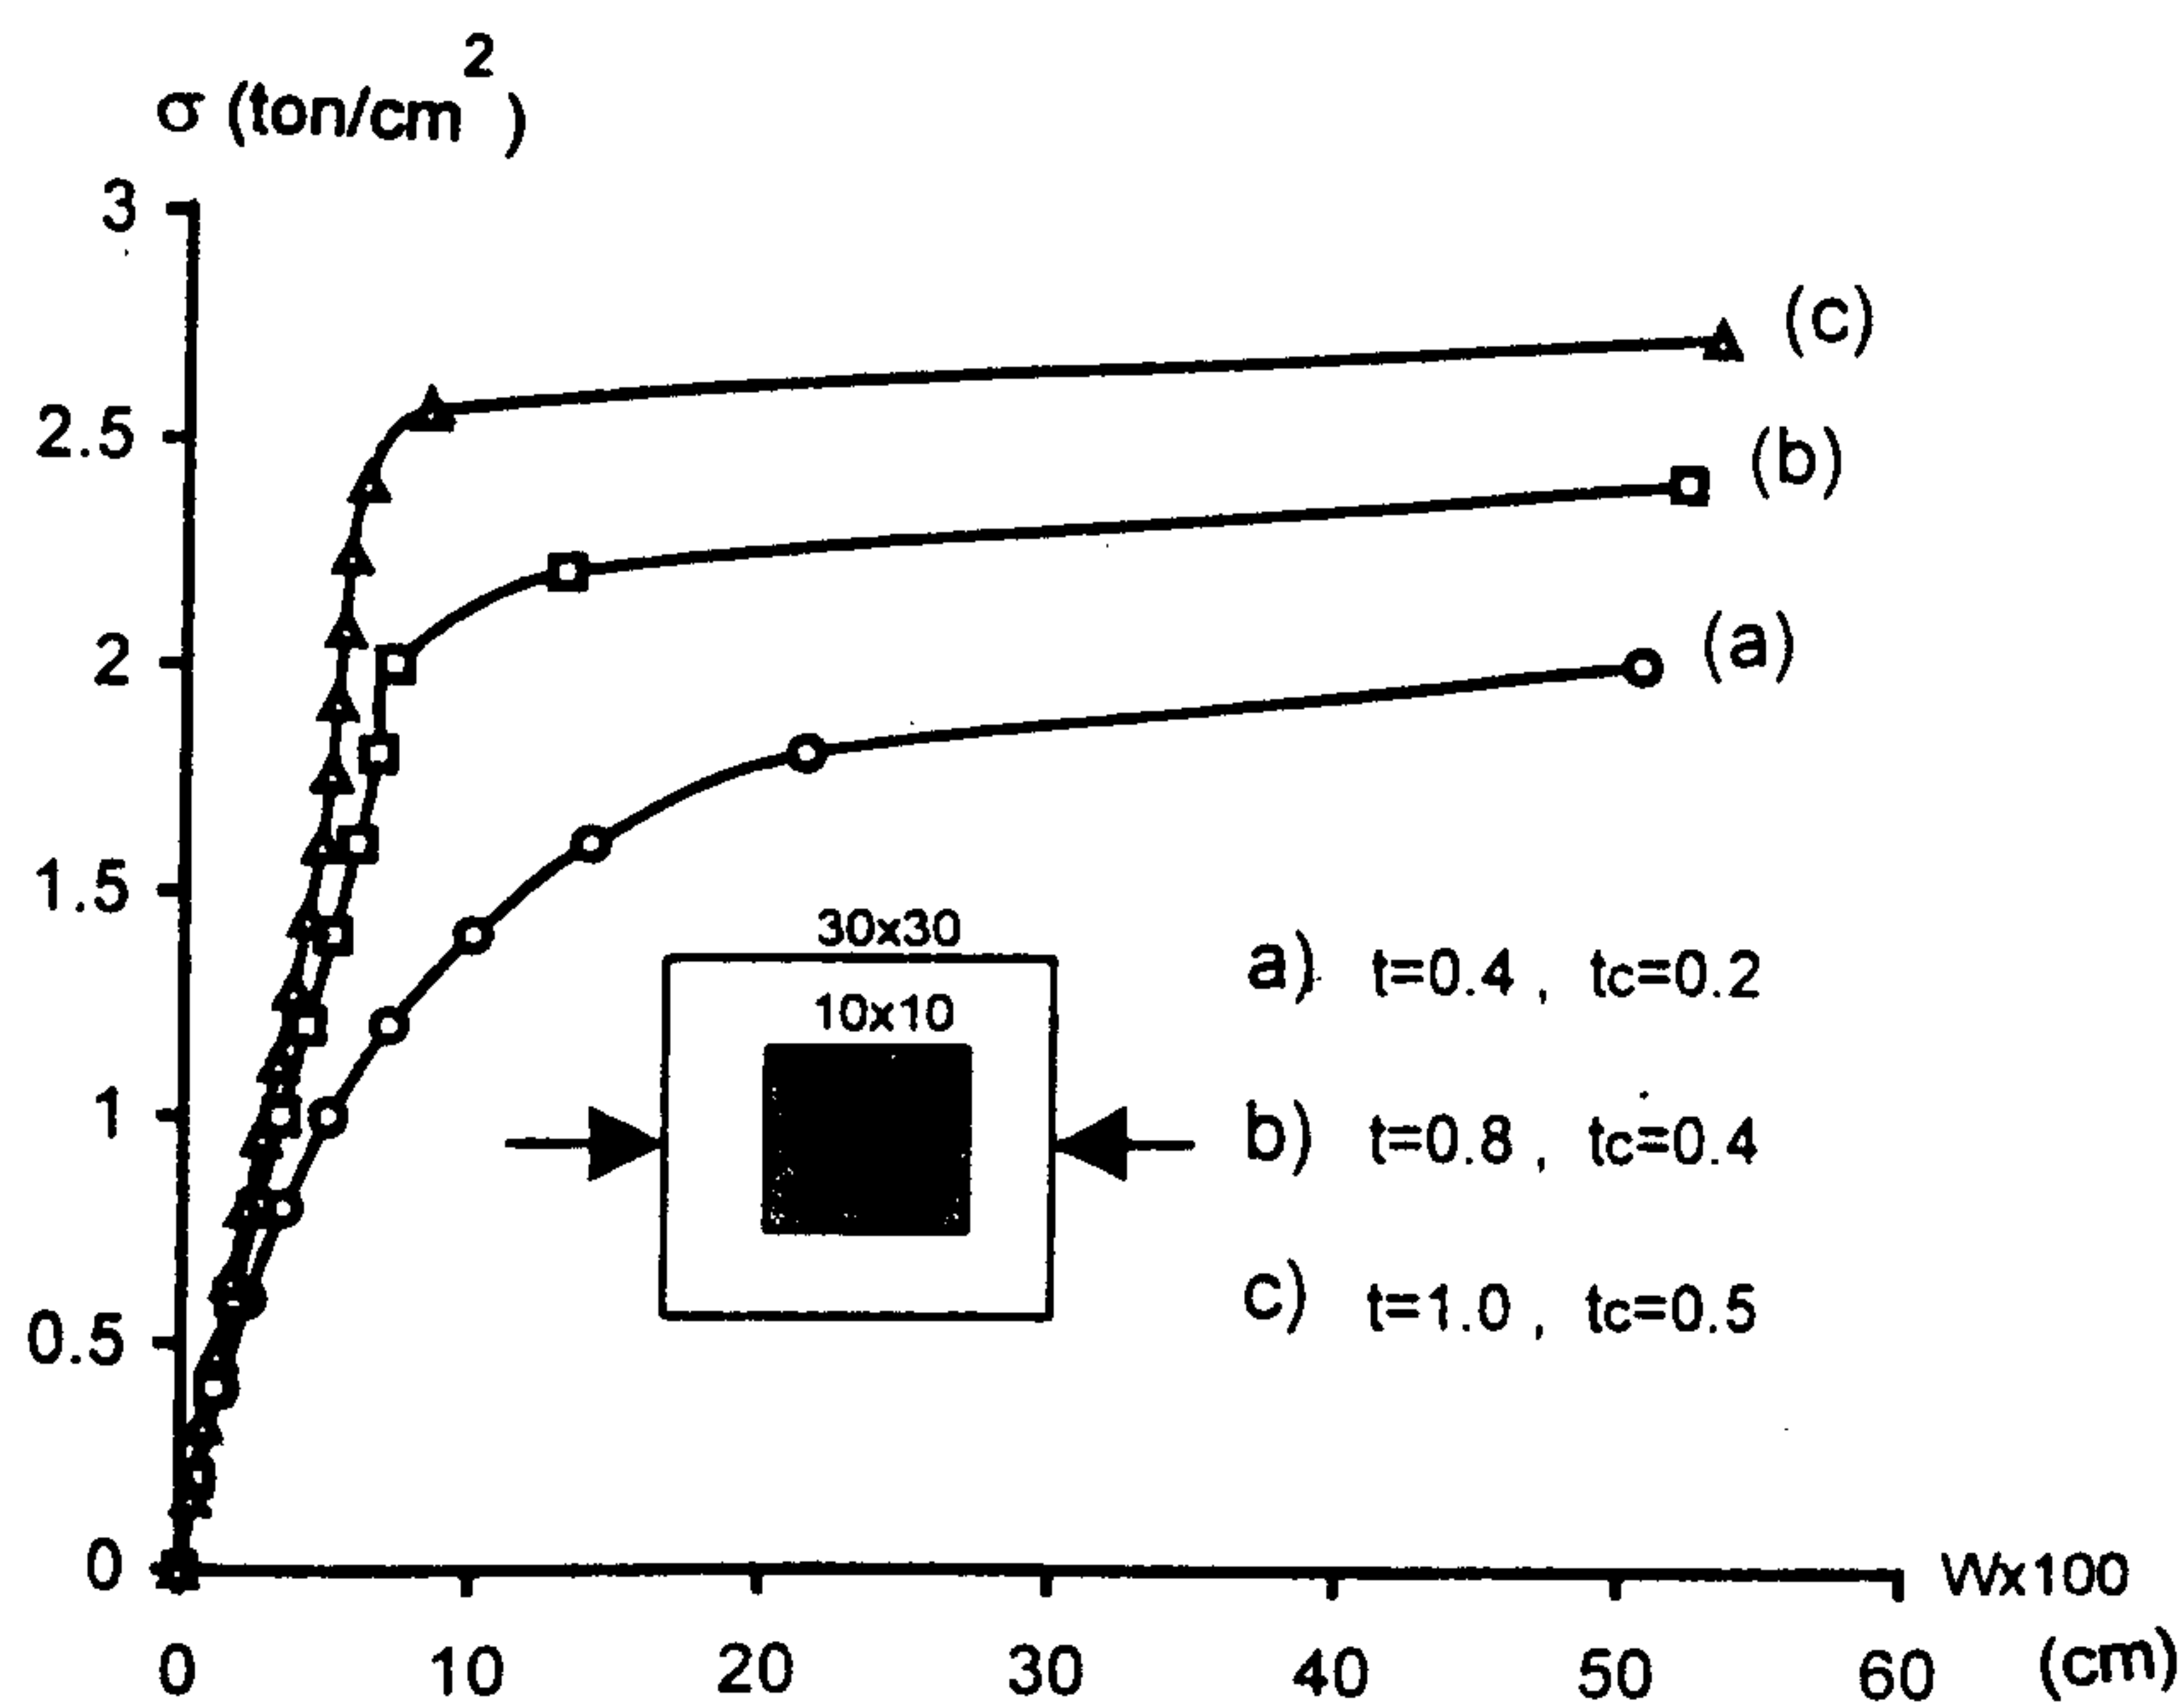 σ (ton/cm²)
3
2.5
2
1.5
1
0.5
0
(c)
(b)
(a)
30x30
10x10
a) t=0.4 , tc=0.2
b) t=0.8 , tc=0.4
c) t=1.0 , tc=0.5
0 10 20 30 40 50 60
Wx100
(cm)